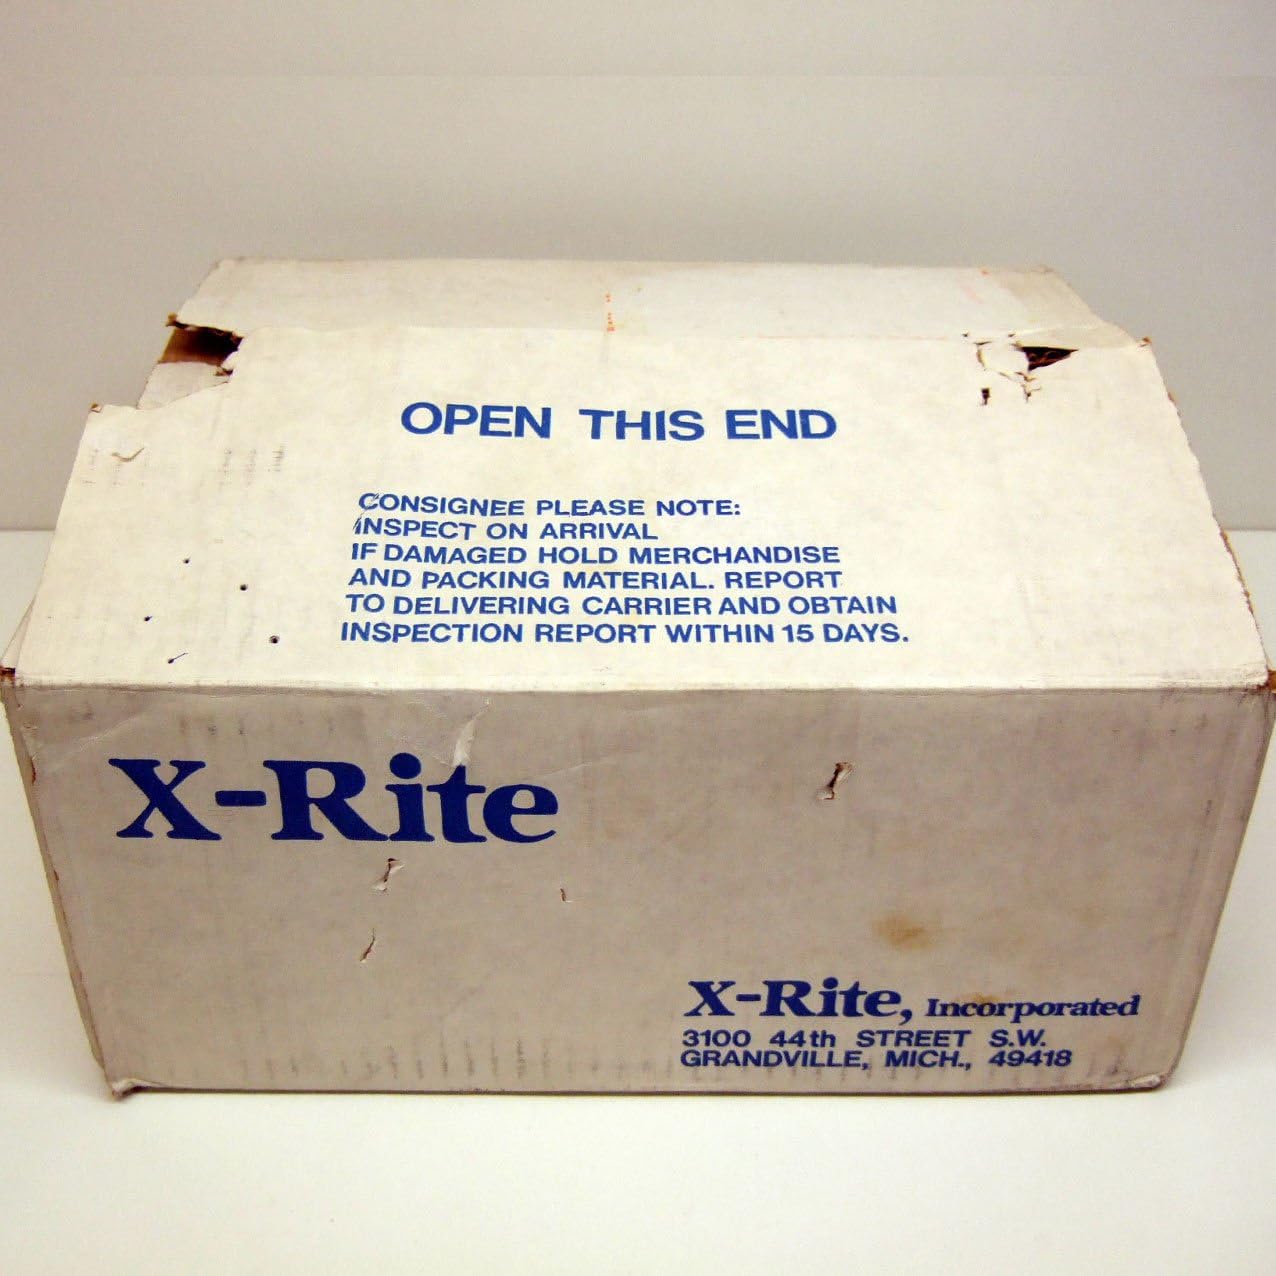 OPEN THIS END
CONSIGNEE PLEASE NOTE:
INSPECT ON ARRIVAL
IF DAMAGED HOLD MERCHANDISE
AND PACKING MATERIAL. REPORT
TO DELIVERING CARRIER AND OBTAIN
INSPECTION REPORT WITHIN 15 DAYS.
X-Rite
X-Rite, Incorporated
3100 44th STREET S.W.
GRANDVILLE, MICH., 49418